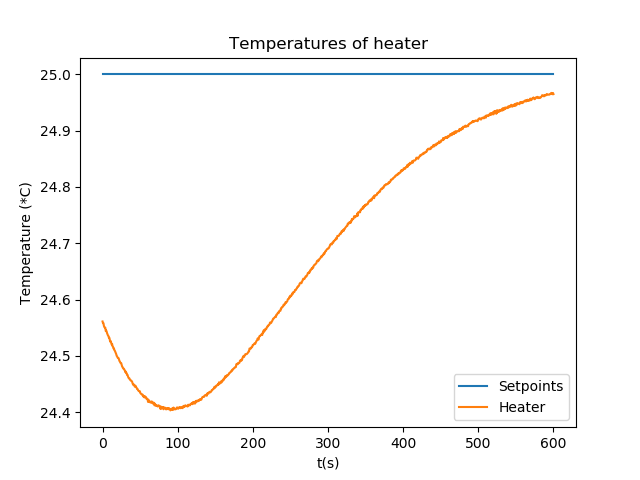 Temperatures of heater
Temperature (*C)
25.0
24.9
24.8
24.7
24.6
24.5
24.4
0 100 200 300 400 500 600
t(s)
Setpoints
Heater